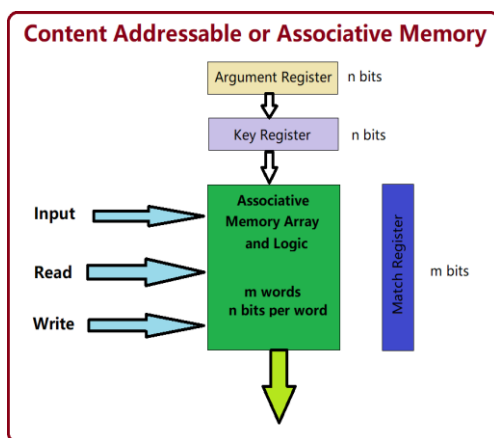 Content Addressable or Associative Memory
Argument Register
n bits
Key Register
n bits
Input
Read
Write
Associative
Memory Array
and Logic
m words
n bits per word
Match Register
m bits